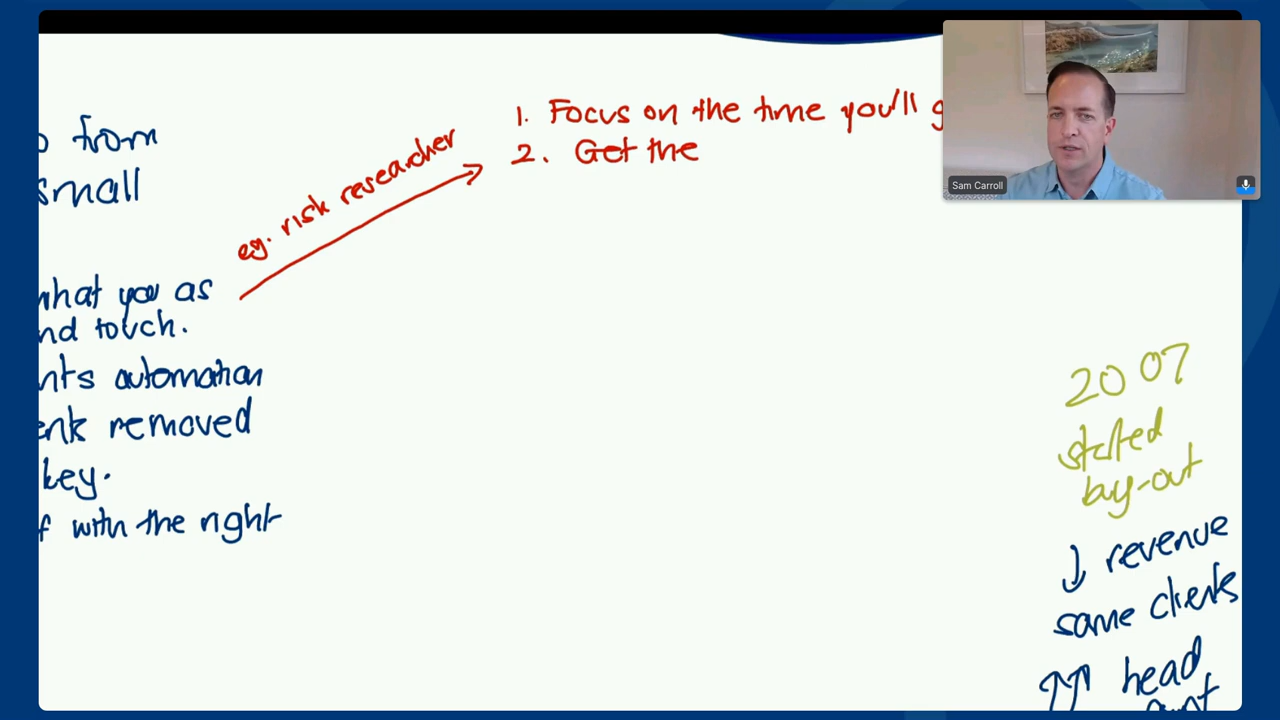 from
small
what you as
nd touch.
nts automation
removed
key.
f with the right
eg. risk researcher
1. Focus on the time you'll g
2. Get the
Sam Carroll
2007
started
buy-out
↓ revenue
same clients
↑↑ head